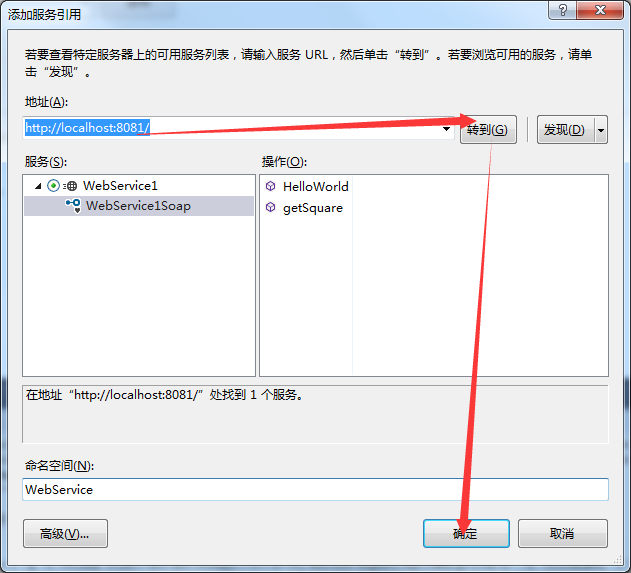 添加服务引用
若要查看特定服务器上的可用服务列表，请输入服务 URL，然后单击“转到”。若要浏览可用的服务，请单
击“发现”。
地址(A):
http://localhost:8081/
转到(G)
发现(D)
服务(S):
操作(O):
WebService1
WebService1Soap
HelloWorld
getSquare
在地址“http://localhost:8081/”处找到 1 个服务。
命名空间(N):
WebService
高级(V)...
确定
取消